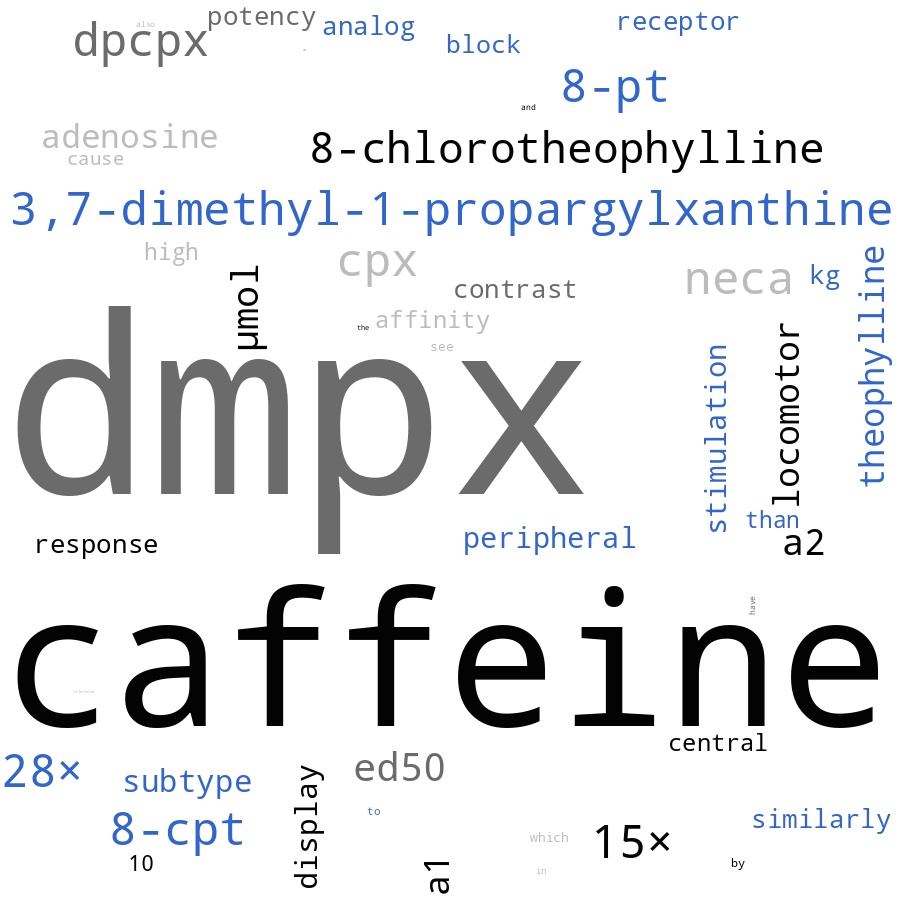 also
potency
analog
receptor
dpcpx
block
8-pt
and
adenosine
cause
8-chlorotheophylline
3,7-dimethyl-1-propargylxanthine
high
cpx
contrast
neca
kg
theophylline
µmol
the
affinity
see
dmpx
stimulation
locomotor
than
response
peripheral
a2
caffeine
have
central
28×
subtype
ed50
display
8-cpt
to
10
which
15×
similarly
a1
in
by